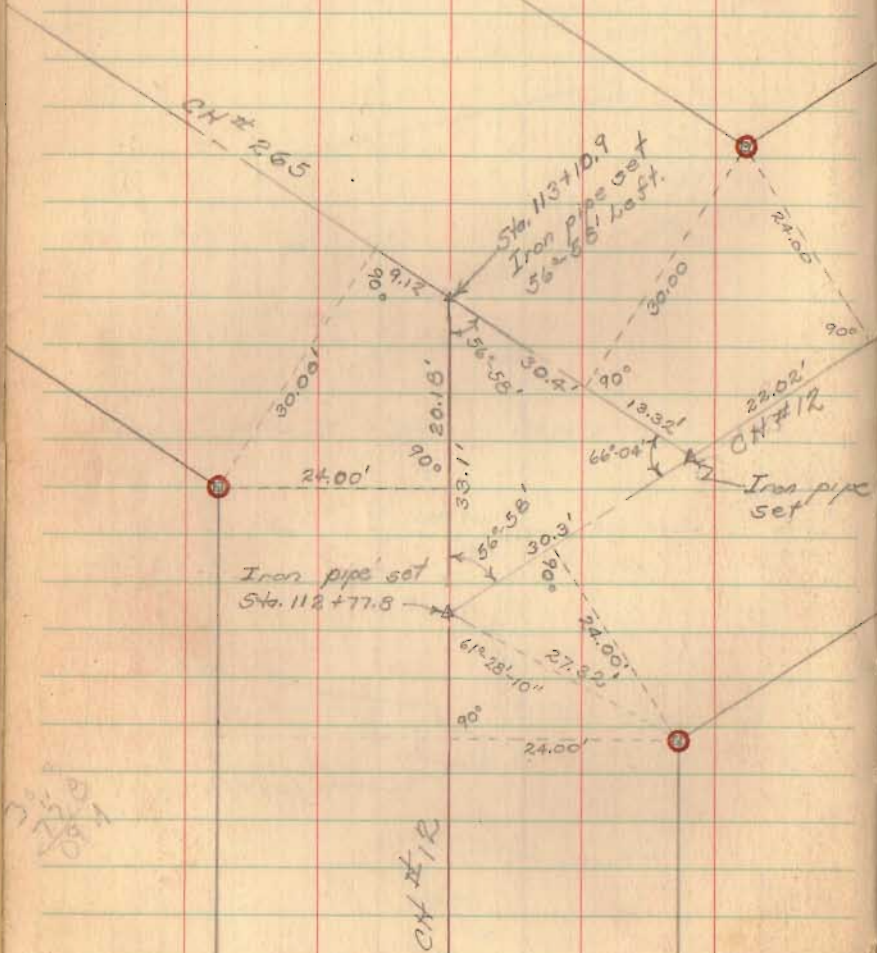 CH # 265
Sta. 113+10.9
Iron pipe set
56°-58' Left.
24.00
90°
9.12
30.00
56°-58'
30.4'
90°
30.00'
20.18'
13.32'
22.02'
CH #12
90°
33.1'
66°-04'
24.00'
Iron pipe
set
56°-58'
30.3'
90°
Iron pipe set
Sta. 112+77.8
24.00'
61°-28'-10"
27.32'
90°
24.00'
CH #12